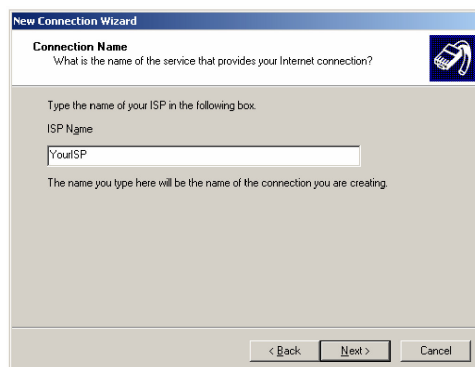 New Connection Wizard
Connection Name
What is the name of the service that provides your Internet connection?
Type the name of your ISP in the following box.
ISP Name
YourISP
The name you type here will be the name of the connection you are creating.
< Back
Next >
Cancel